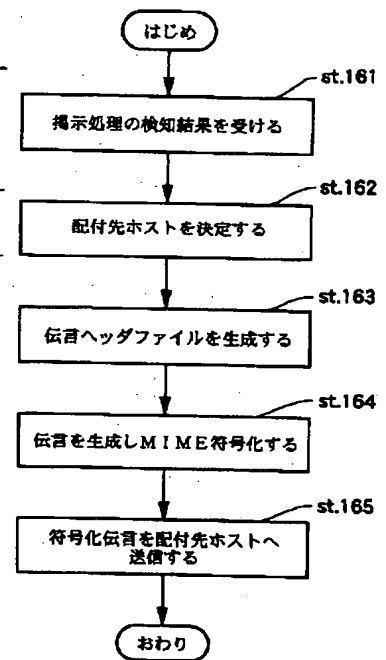 はじめ
st.161
掲示処理の検知結果を受ける
st.162
配付先ホストを決定する
st.163
伝言ヘッダファイルを生成する
st.164
伝言を生成しMIME符号化する
st.165
符号化伝言を配付先ホストへ
送信する
おわり